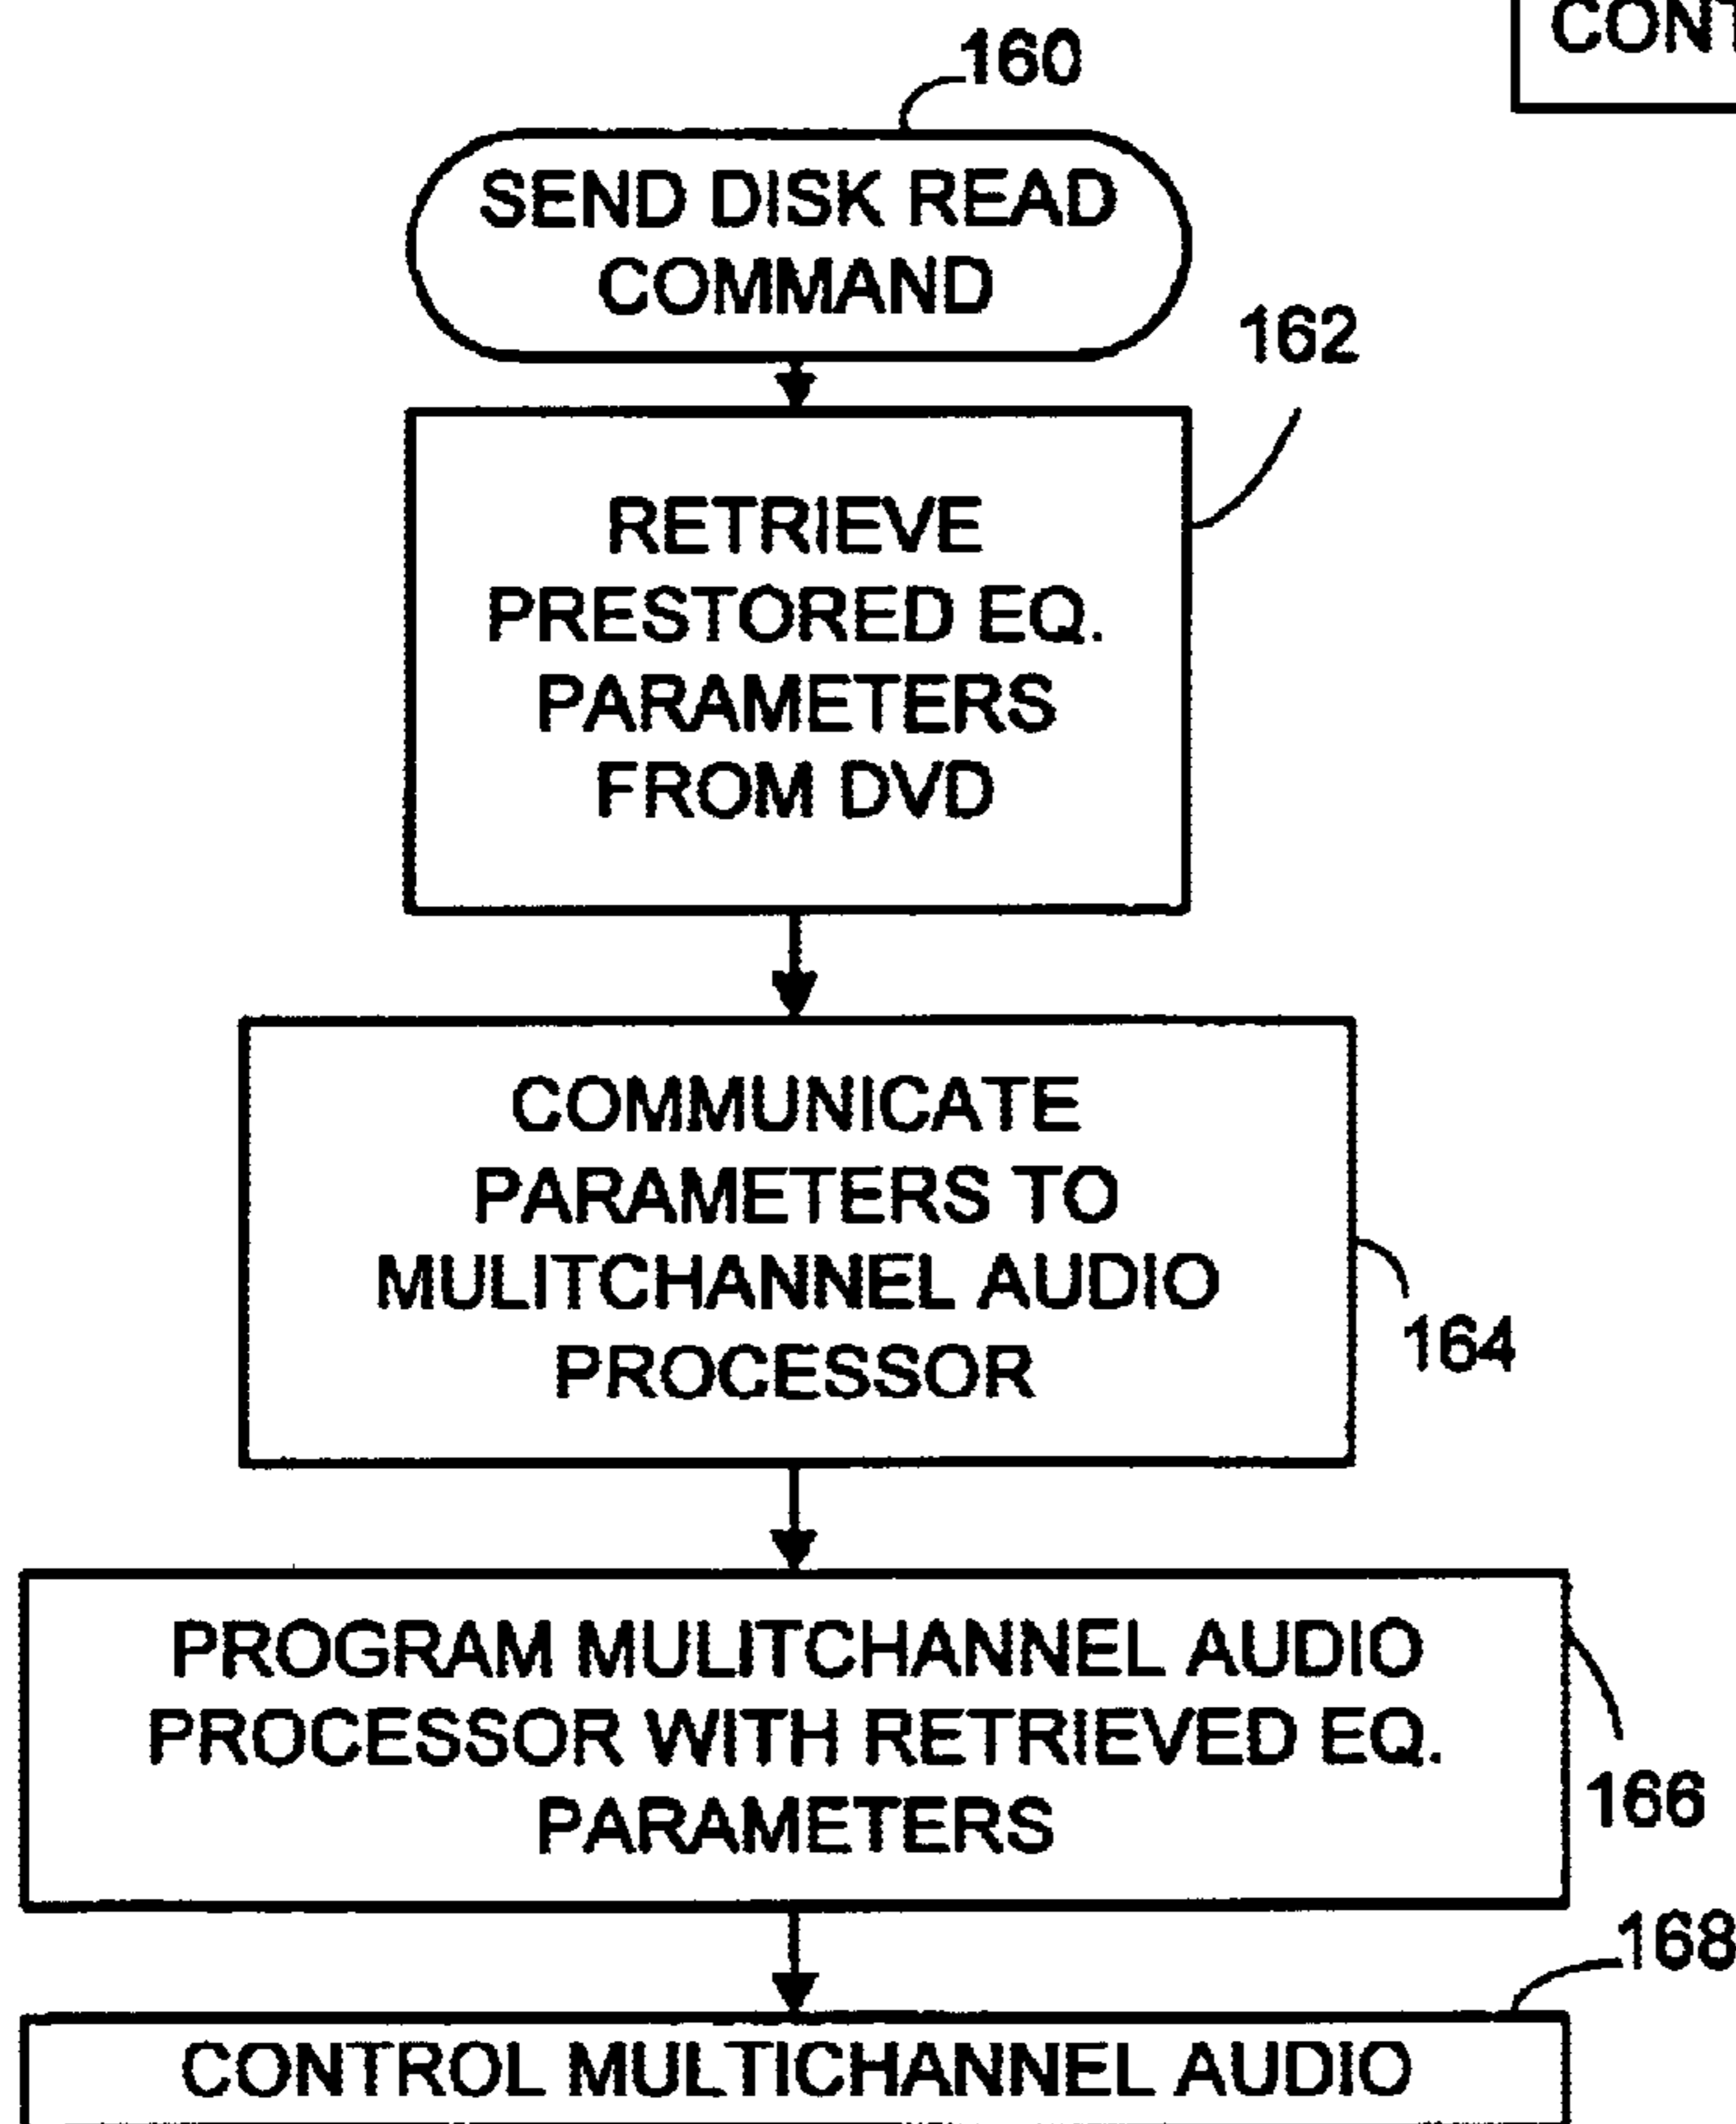 CONT
160
SEND DISK READ
COMMAND
162
RETRIEVE
PRESTORED EQ.
PARAMETERS
FROM DVD
COMMUNICATE
PARAMETERS TO
MULITCHANNEL AUDIO
PROCESSOR
164
PROGRAM MULITCHANNEL AUDIO
PROCESSOR WITH RETRIEVED EQ.
PARAMETERS
166
168
CONTROL MULTICHANNEL AUDIO